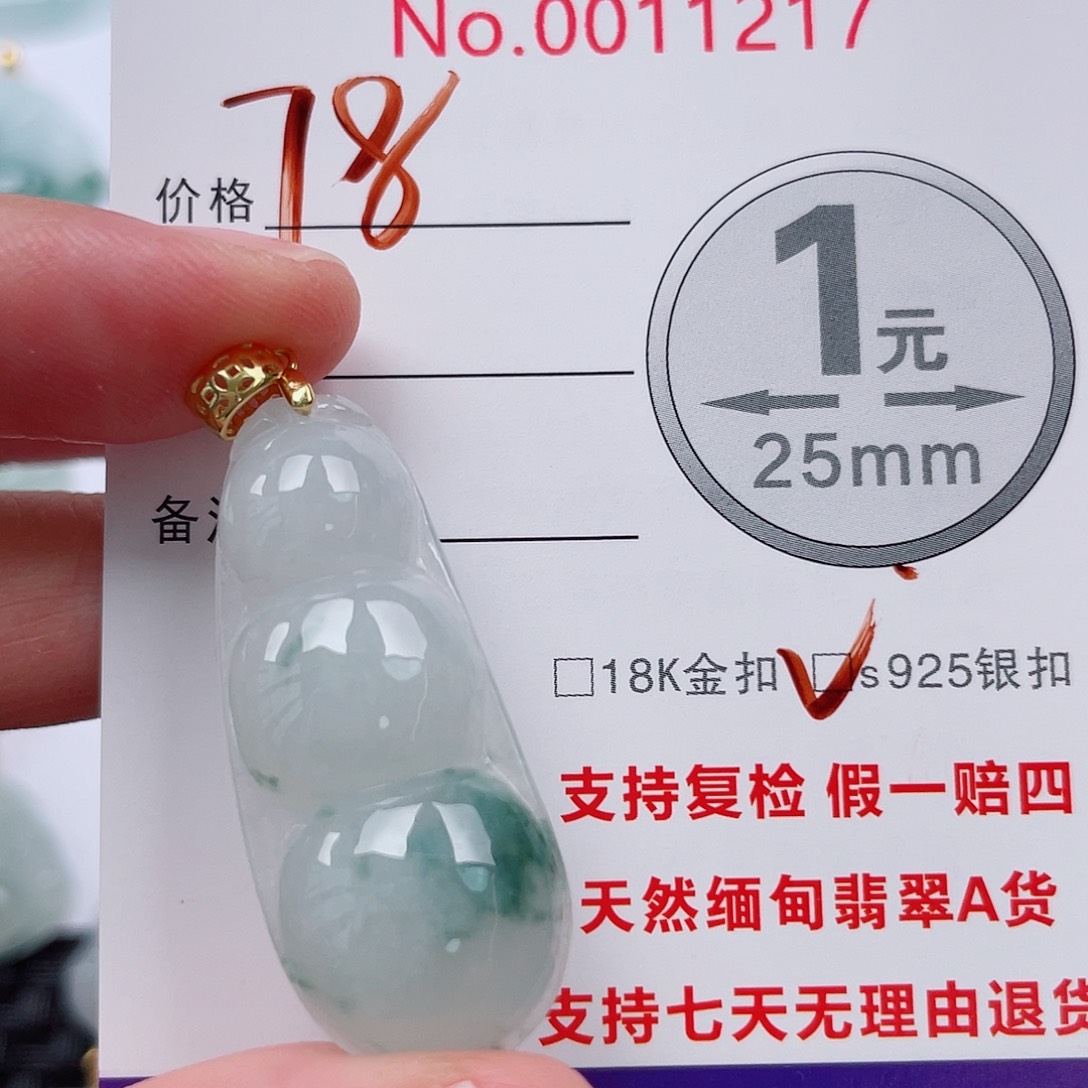 No.0011217
价格 78
1元
25mm
备
□18K金扣 √□s925银扣
支持复检 假一赔四
天然缅甸翡翠A货
支持七天无理由退货